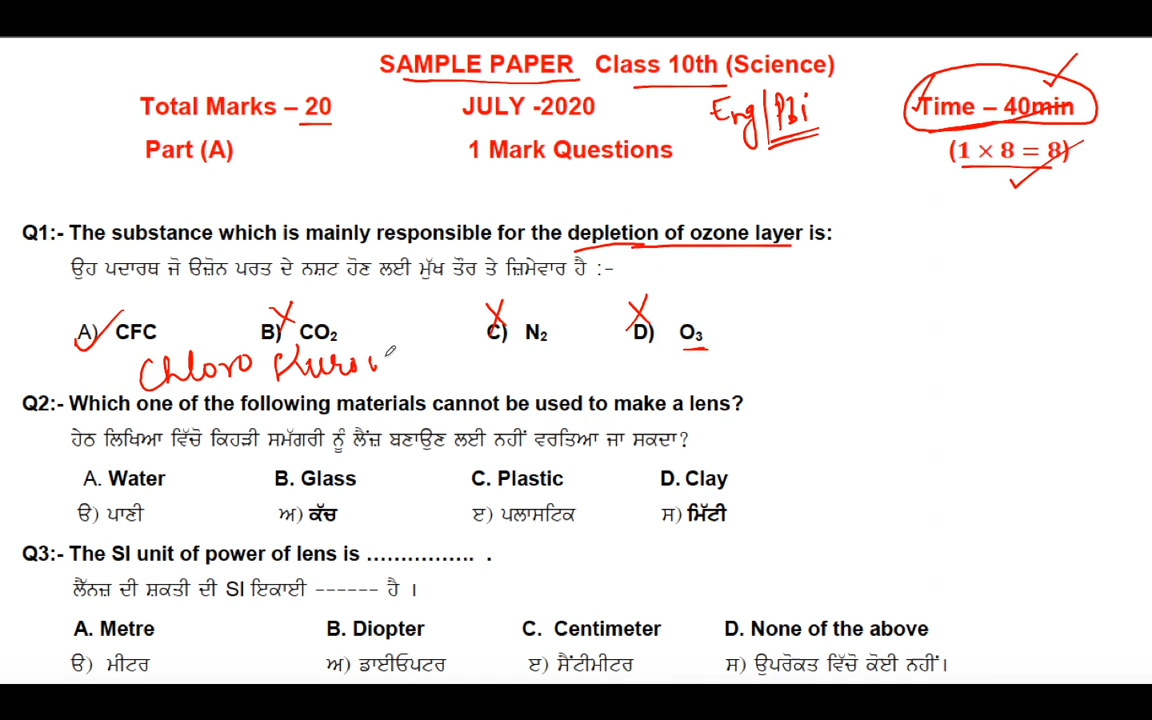 SAMPLE PAPER Class 10th (Science)
Total Marks – 20 JULY -2020 Eng/PBi Time – 40min
Part (A) 1 Mark Questions (1 × 8 = 8)
Q1:- The substance which is mainly responsible for the depletion of ozone layer is:
ਉਹ ਪਦਾਰਥ ਜੋ ਓਜ਼ੋਨ ਪਰਤ ਦੇ ਨਸ਼ਟ ਹੋਣ ਲਈ ਮੁੱਖ ਤੌਰ ਤੇ ਜ਼ਿਮੇਵਾਰ ਹੈ :-
A) CFC B) CO₂ C) N₂ D) O₃
Chloro
Q2:- Which one of the following materials cannot be used to make a lens?
ਹੇਠ ਲਿਖਿਆ ਵਿੱਚੋ ਕਿਹੜੀ ਸਮੱਗਰੀ ਨੂੰ ਲੈਂਜ਼ ਬਣਾਉਣ ਲਈ ਨਹੀਂ ਵਰਤਿਆ ਜਾ ਸਕਦਾ?
A. Water B. Glass C. Plastic D. Clay
ੳ) ਪਾਣੀ ਅ) ਕੱਚ ੲ) ਪਲਾਸਟਿਕ ਸ) ਮਿੱਟੀ
Q3:- The SI unit of power of lens is ……………. .
ਲੈੱਨਜ਼ ਦੀ ਸ਼ਕਤੀ ਦੀ SI ਇਕਾਈ ------ ਹੈ ।
A. Metre B. Diopter C. Centimeter D. None of the above
ੳ) ਮੀਟਰ ਅ) ਡਾਈਓਪਟਰ ੲ) ਸੈਂਟੀਮੀਟਰ ਸ) ਉਪਰੋਕਤ ਵਿੱਚੋ ਕੋਈ ਨਹੀਂ।